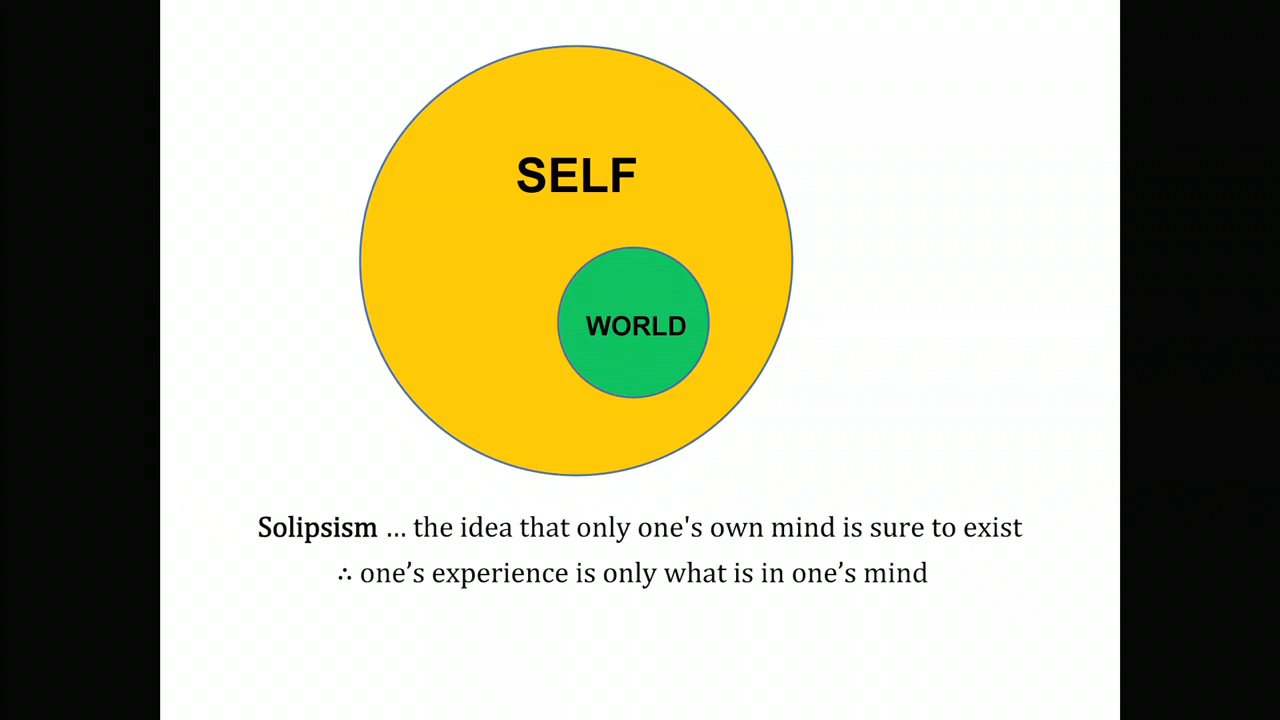 SELF
WORLD
Solipsism ... the idea that only one's own mind is sure to exist
∴ one’s experience is only what is in one’s mind